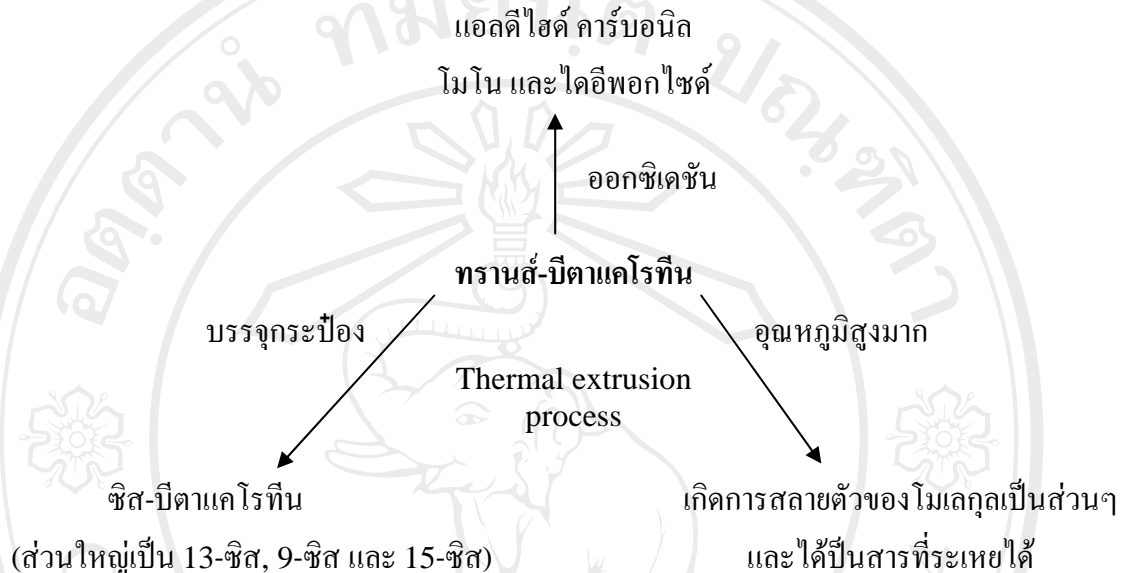 แอลดีไฮด์ คาร์บอนิล
โมโน และไดอีพอกไซด์
ออกซิเดชัน
ทรานส์-บีตาแคโรทีน
บรรจุกระป๋อง
อุณหภูมิสูงมาก
Thermal extrusion
process
ซิส-บีตาแคโรทีน
(ส่วนใหญ่เป็น 13-ซิส, 9-ซิส และ 15-ซิส)
เกิดการสลายตัวของโมเลกุลเป็นส่วนๆ
และได้ป็นสารที่ระเหยได้